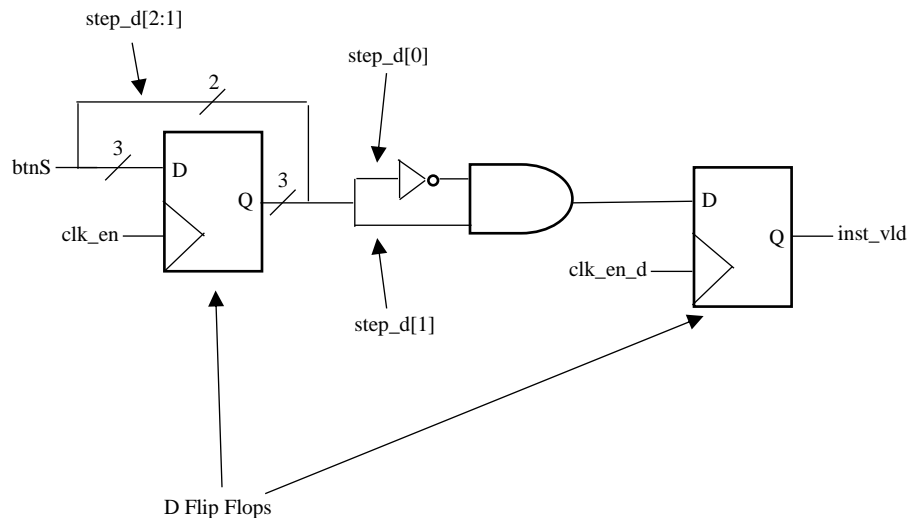 step_d[2:1]
step_d[0]
2
btnS
3
D
Q
3
clk_en
D
Q
inst_vld
clk_en_d
step_d[1]
D Flip Flops